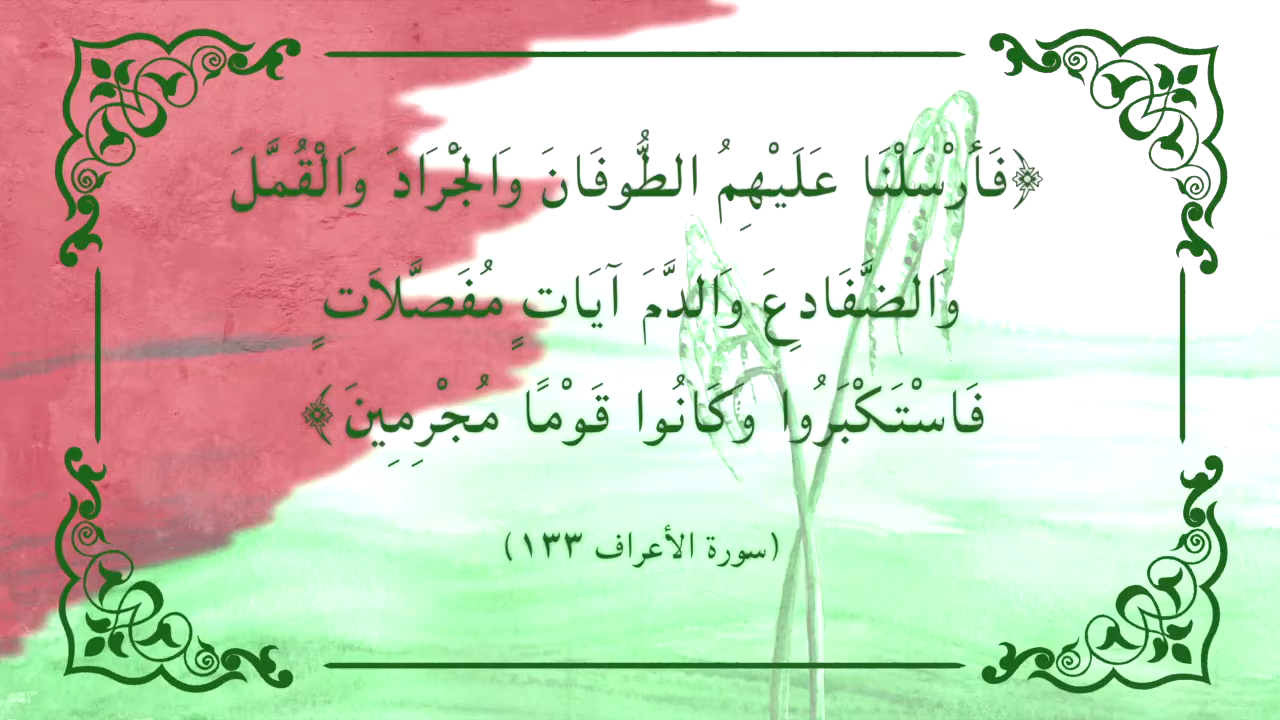 ﴿فَأَرْسَلْنَا عَلَيْهِمُ الطُّوفَانَ وَالْجَرَادَ وَالْقُمَّلَ
وَالضَّفَادِعَ وَالدَّمَ آيَاتٍ مُفَصَّلَاتٍ
فَاسْتَكْبَرُوا وَكَانُوا قَوْمًا مُجْرِمِينَ﴾
(سورة الأعراف ١٣٣)